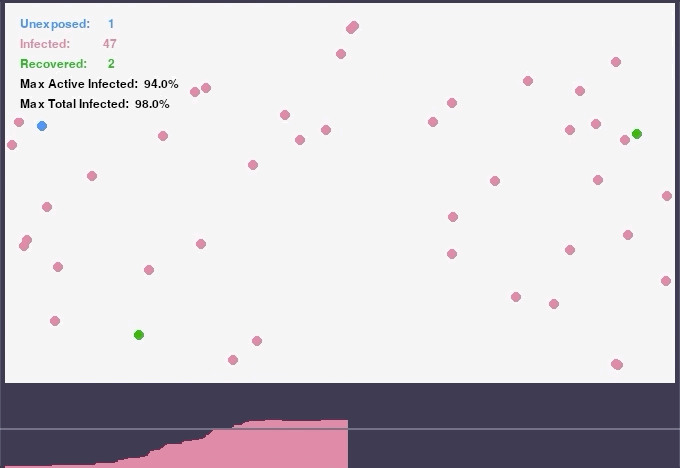 Unexposed: 1
Infected: 47
Recovered: 2
Max Active Infected: 94.0%
Max Total Infected: 98.0%